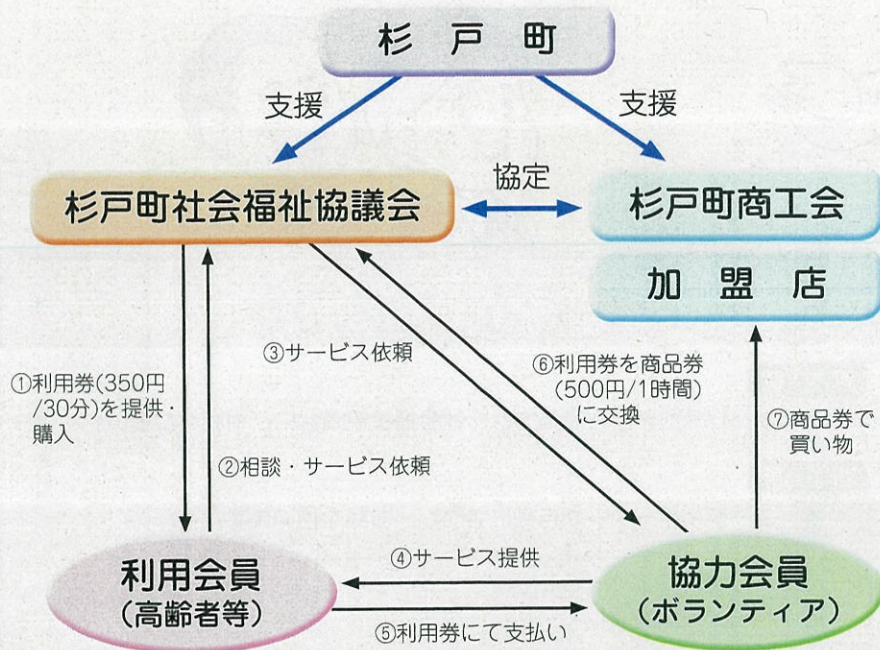 杉戸町
支援
支援
杉戸町社会福祉協議会
協定
杉戸町商工会
加盟店
①利用券(350円
/30分)を提供・
購入
②相談・サービス依頼
③サービス依頼
⑥利用券を商品券
(500円/1時間)
に交換
⑦商品券で
買い物
利用会員
(高齢者等)
④サービス提供
⑤利用券にて支払い
協力会員
(ボランティア)